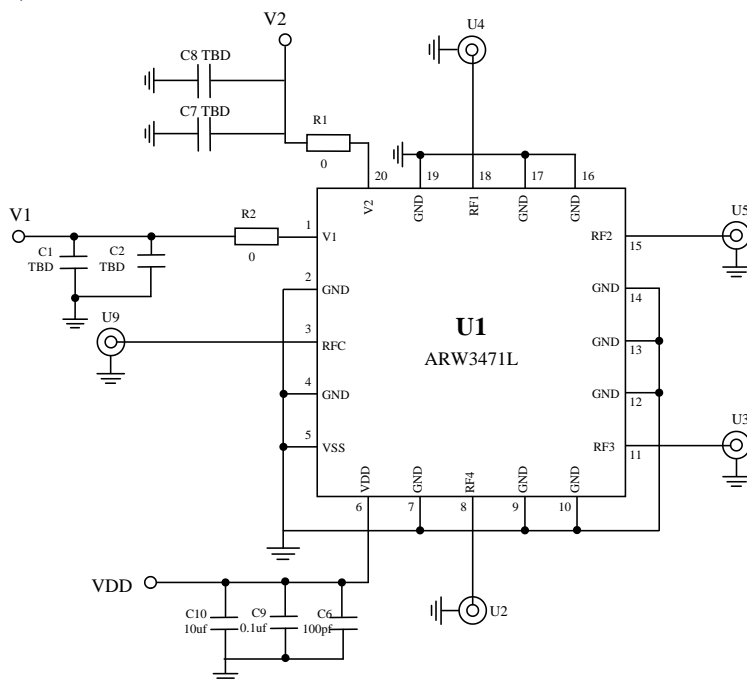 V2
U4
C8 TBD
C7 TBD
R1
0
20
19
18
17
16
V2
GND
RF1
GND
GND
V1
R2
0
1
V1
RF2
15
U5
C1
TBD
C2
TBD
2
GND
GND
14
U9
3
RFC
U1
ARW3471L
GND
13
4
GND
GND
12
5
VSS
RF3
11
U3
VDD
GND
RF4
GND
GND
6
7
8
9
10
VDD
C10
10uf
C9
0.1uf
C6
100pf
U2